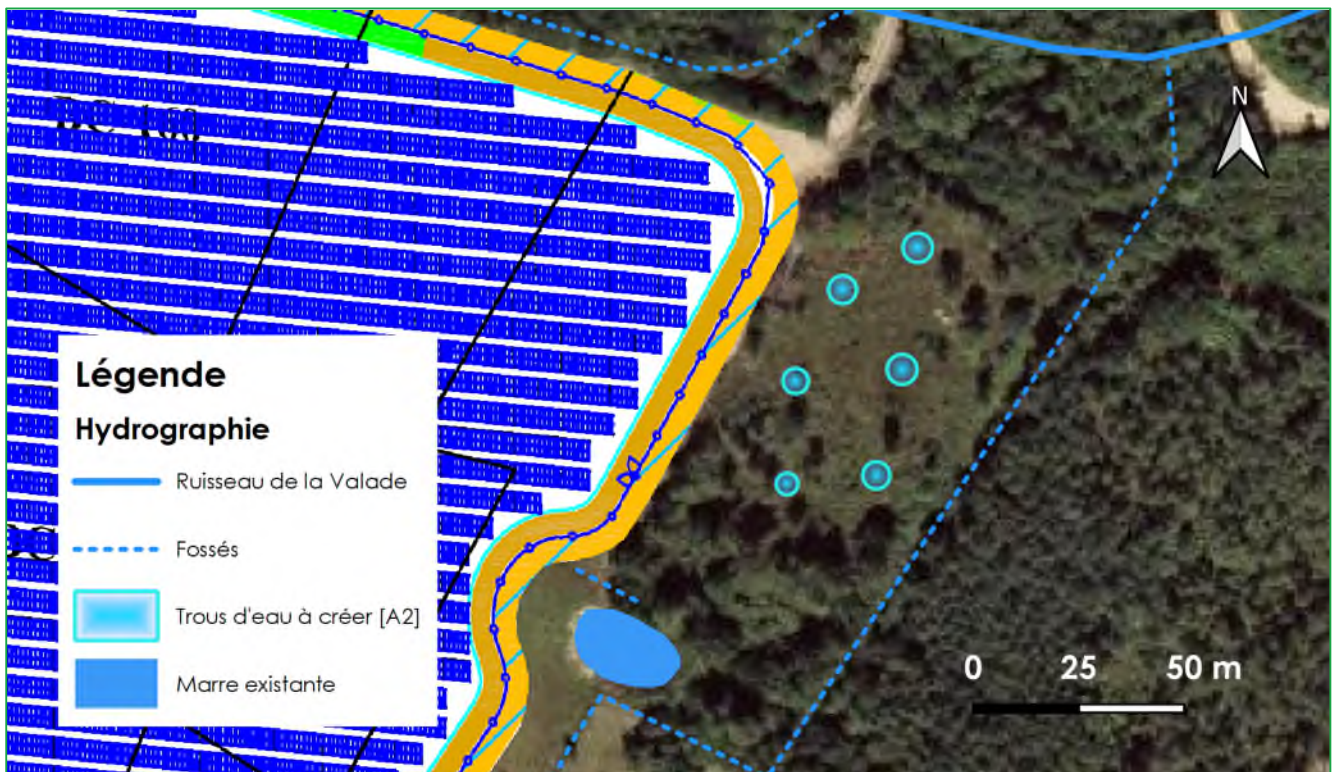 N
Légende
Hydrographie
Ruisseau de la Valade
Fossés
Trous d'eau à créer [A2]
Marre existante
0 25 50 m